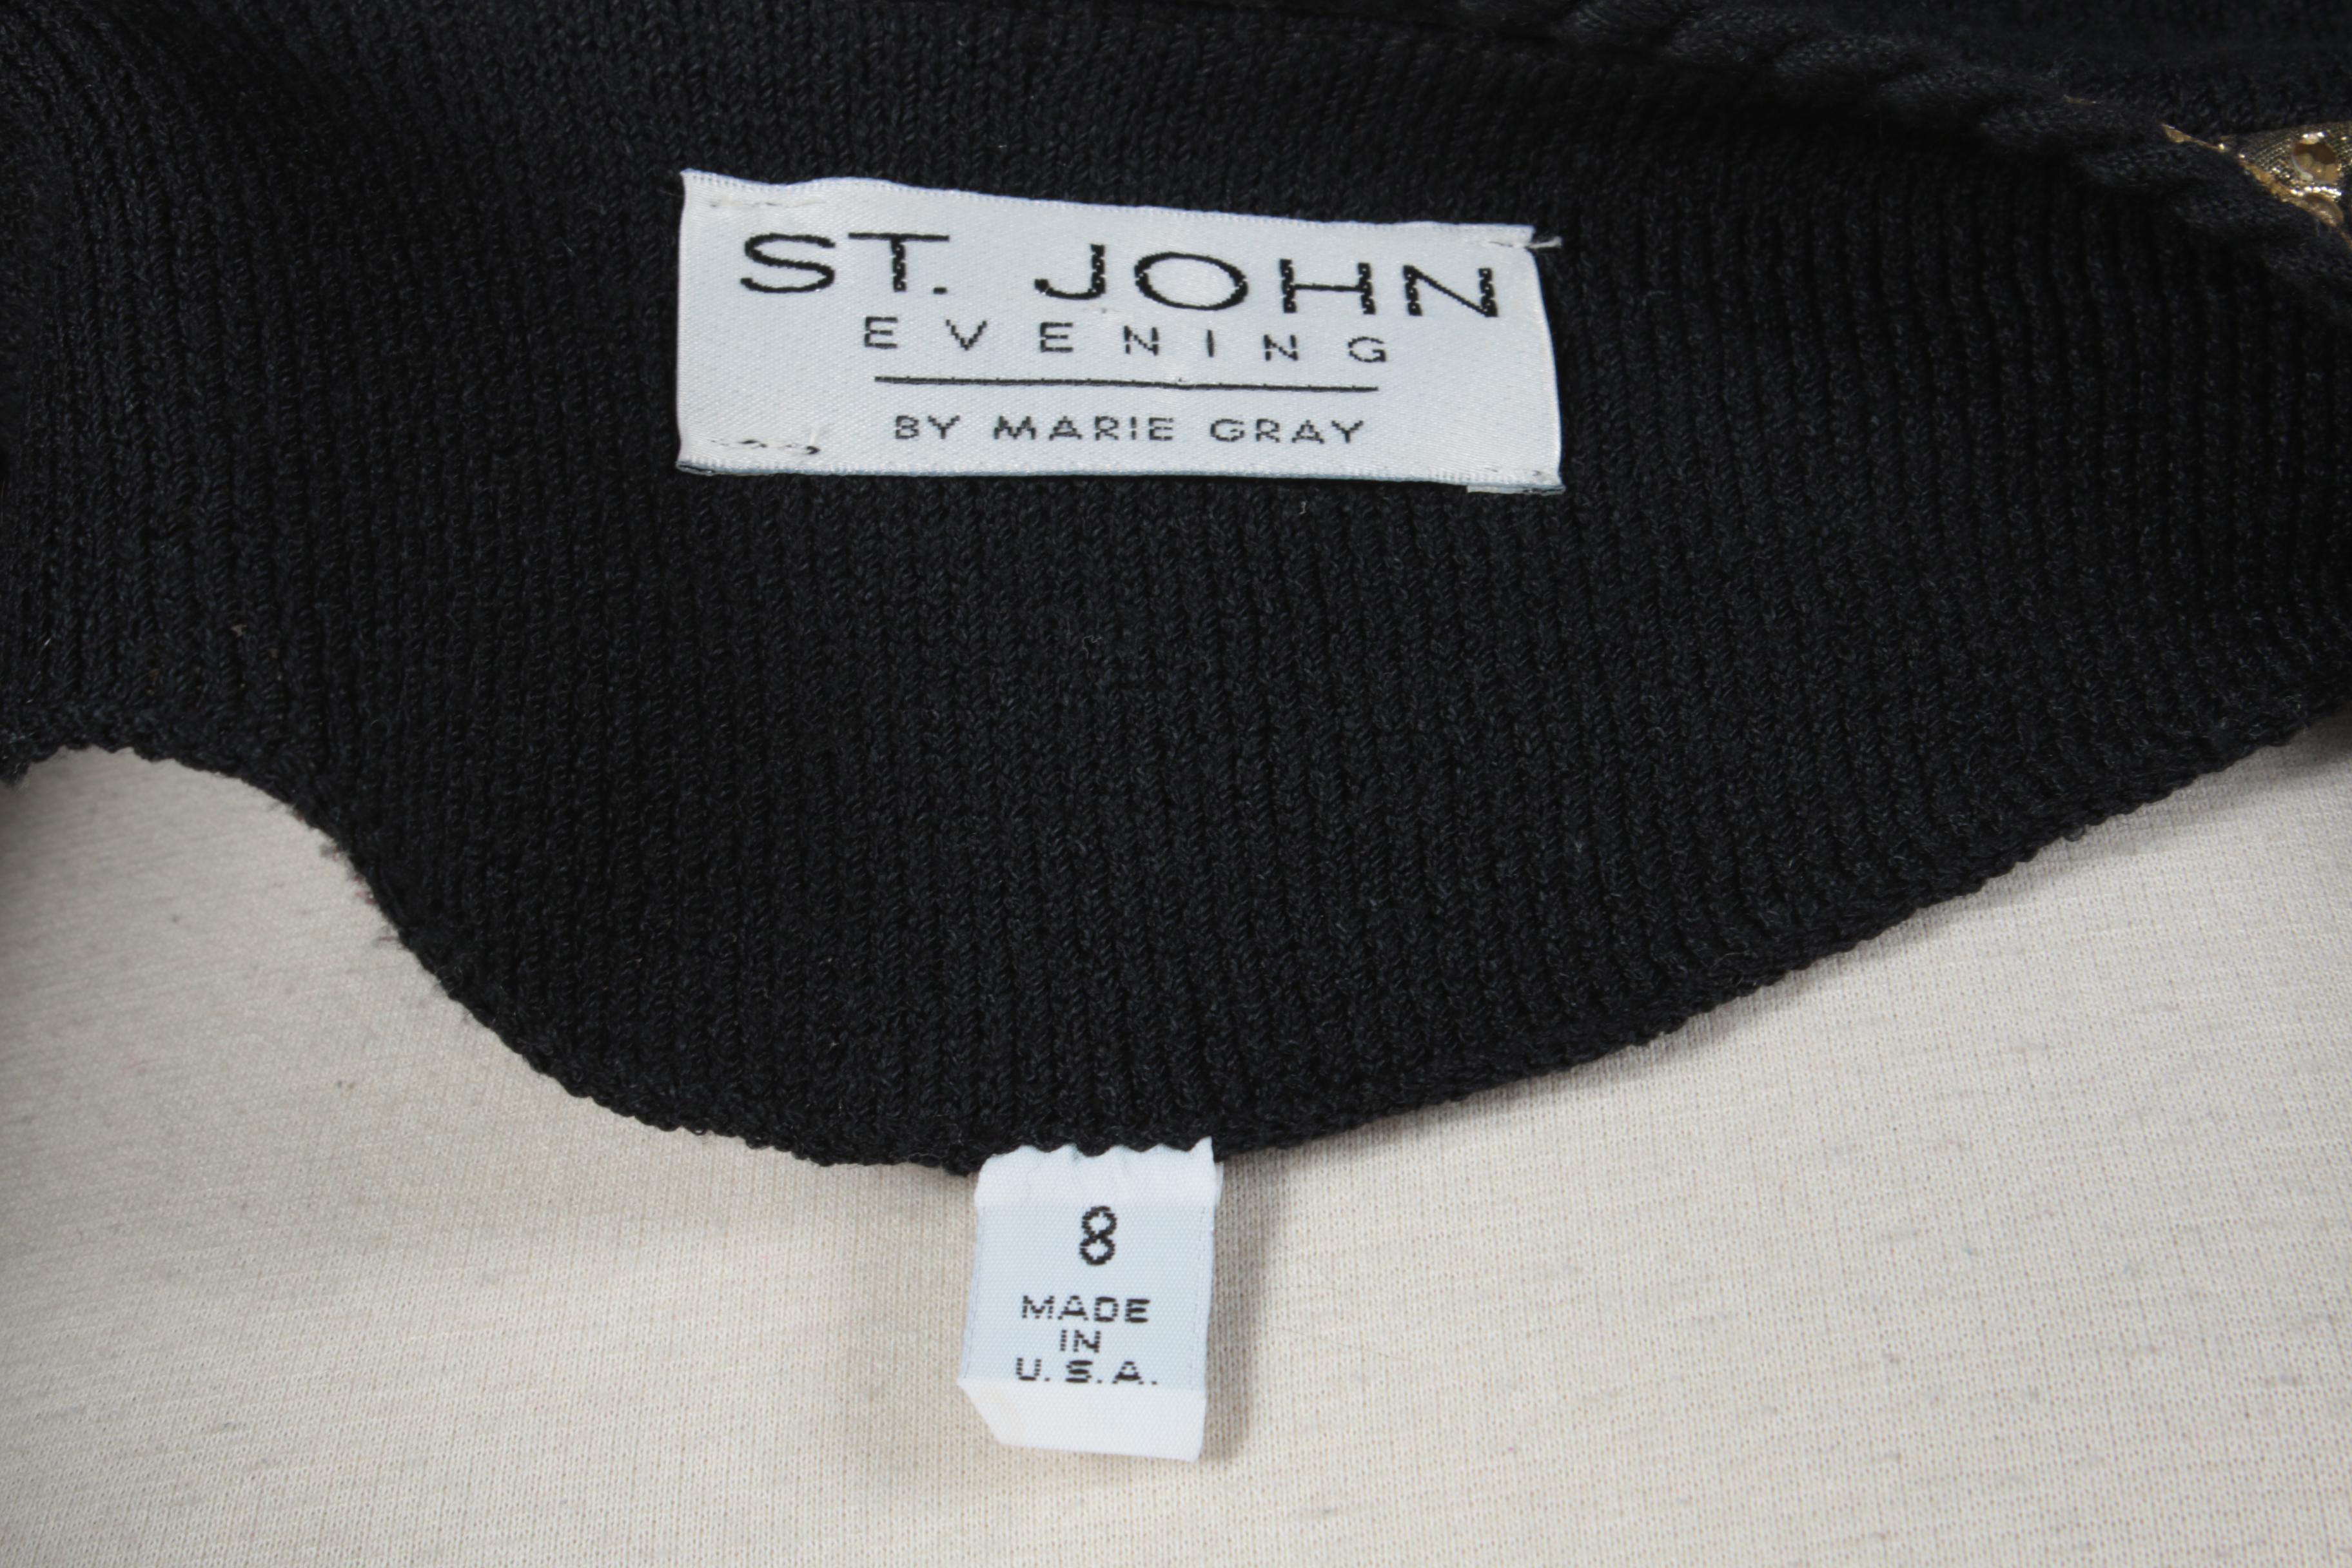 ST. JOHN
EVENING
BY MARIE GRAY
8
MADE
IN
U.S.A.